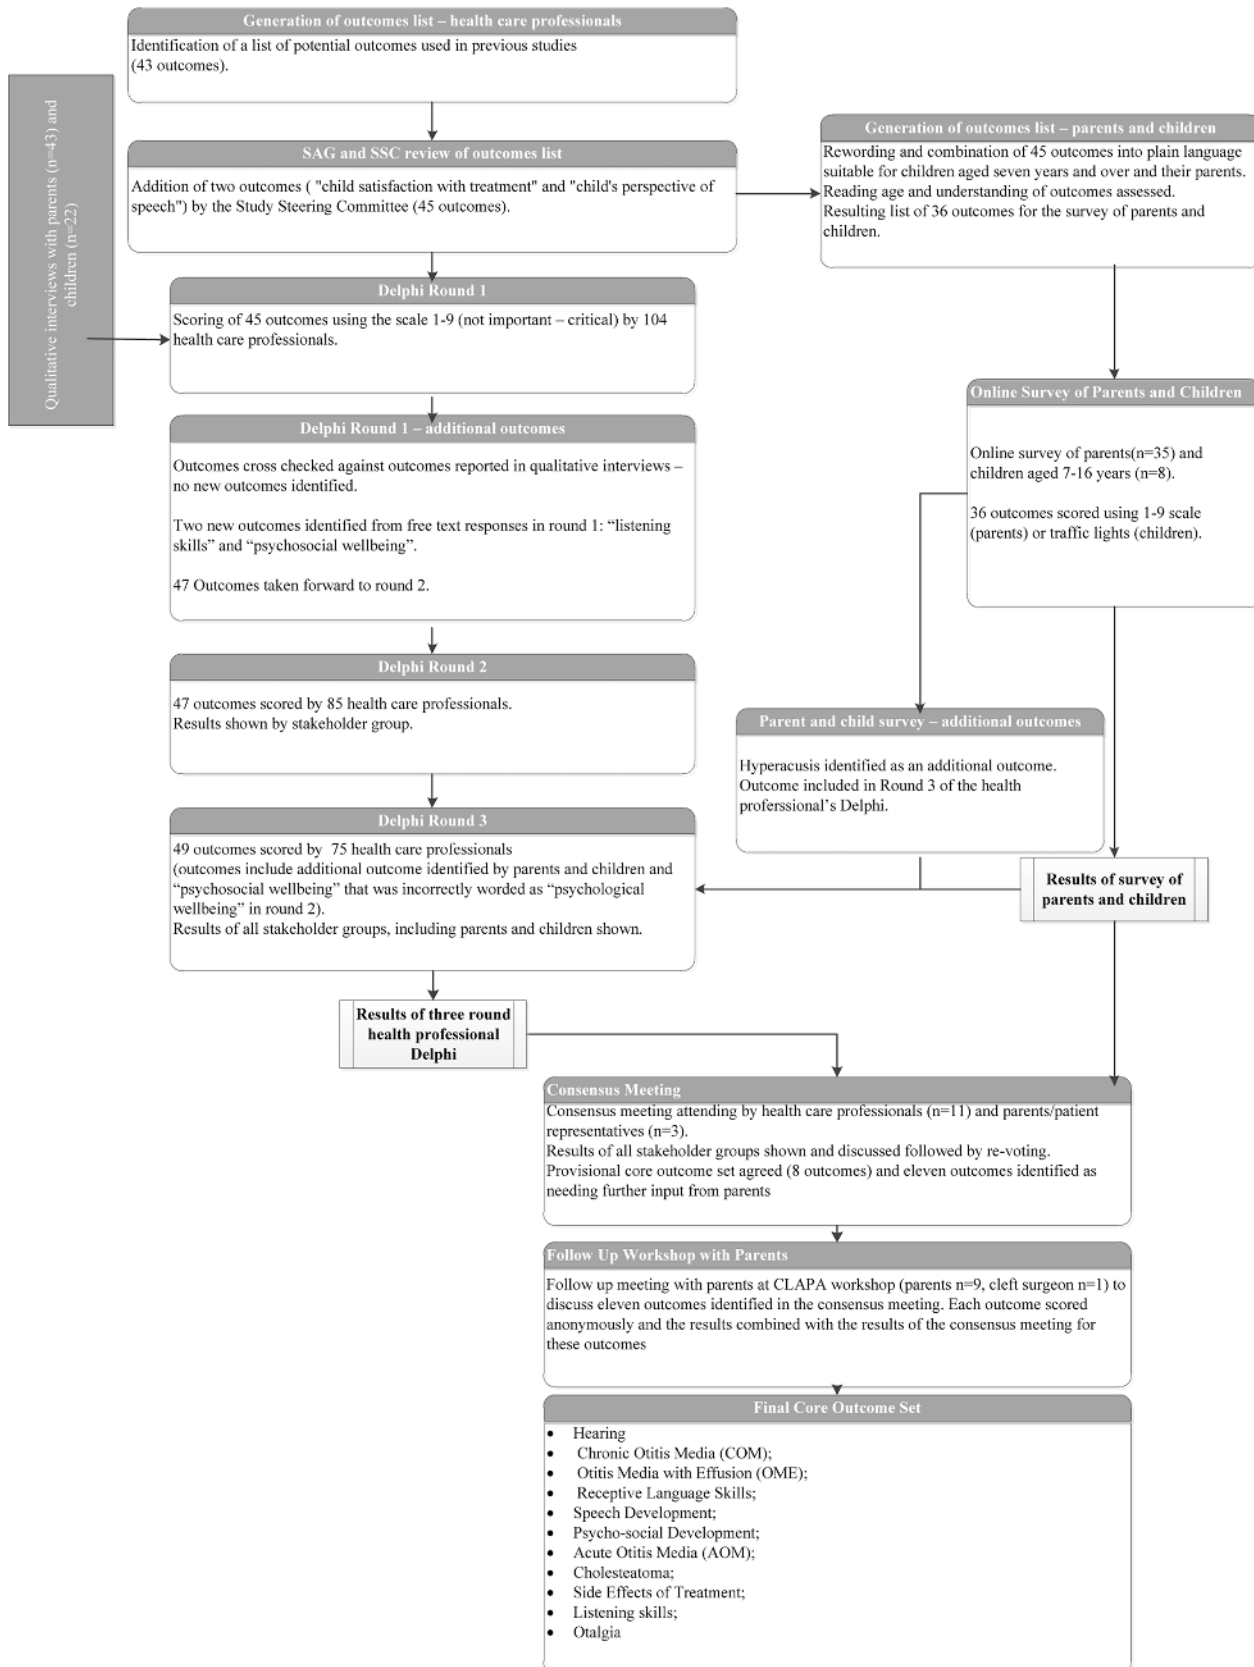 Generation of outcomes list – health care professionals
Identification of a list of potential outcomes used in previous studies
(43 outcomes).
Qualitative interviews with parents (n=43) and
children (n=22)
SAG and SSC review of outcomes list
Addition of two outcomes ( "child satisfaction with treatment" and "child's perspective of
speech") by the Study Steering Committee (45 outcomes).
Generation of outcomes list – parents and children
Rewording and combination of 45 outcomes into plain language
suitable for children aged seven years and over and their parents.
Reading age and understanding of outcomes assessed.
Resulting list of 36 outcomes for the survey of parents and
children.
Delphi Round 1
Scoring of 45 outcomes using the scale 1-9 (not important – critical) by 104
health care professionals.
Delphi Round 1 – additional outcomes
Outcomes cross checked against outcomes reported in qualitative interviews –
no new outcomes identified.
Two new outcomes identified from free text responses in round 1: “listening
skills” and “psychosocial wellbeing”.
47 Outcomes taken forward to round 2.
Online Survey of Parents and Children
Online survey of parents(n=35) and
children aged 7-16 years (n=8).
36 outcomes scored using 1-9 scale
(parents) or traffic lights (children).
Delphi Round 2
47 outcomes scored by 85 health care professionals.
Results shown by stakeholder group.
Parent and child survey – additional outcomes
Hyperacusis identified as an additional outcome.
Outcome included in Round 3 of the health
proferssional’s Delphi.
Delphi Round 3
49 outcomes scored by  75 health care professionals
(outcomes include additional outcome identified by parents and children and
“psychosocial wellbeing” that was incorrectly worded as “psychological
wellbeing” in round 2).
Results of all stakeholder groups, including parents and children shown.
Results of survey of
parents and children
Results of three round
health professional
Delphi
Consensus Meeting
Consensus meeting attending by health care professionals (n=11) and parents/patient
representatives (n=3).
Results of all stakeholder groups shown and discussed followed by re-voting.
Provisional core outcome set agreed (8 outcomes) and eleven outcomes identified as
needing further input from parents
Follow Up Workshop with Parents
Follow up meeting with parents at CLAPA workshop (parents n=9, cleft surgeon n=1) to
discuss eleven outcomes identified in the consensus meeting. Each outcome scored
anonymously and the results combined with the results of the consensus meeting for
these outcomes
Final Core Outcome Set
• Hearing
• Chronic Otitis Media (COM);
• Otitis Media with Effusion (OME);
• Receptive Language Skills;
• Speech Development;
• Psycho-social Development;
• Acute Otitis Media (AOM);
• Cholesteatoma;
• Side Effects of Treatment;
• Listening skills;
• Otalgia